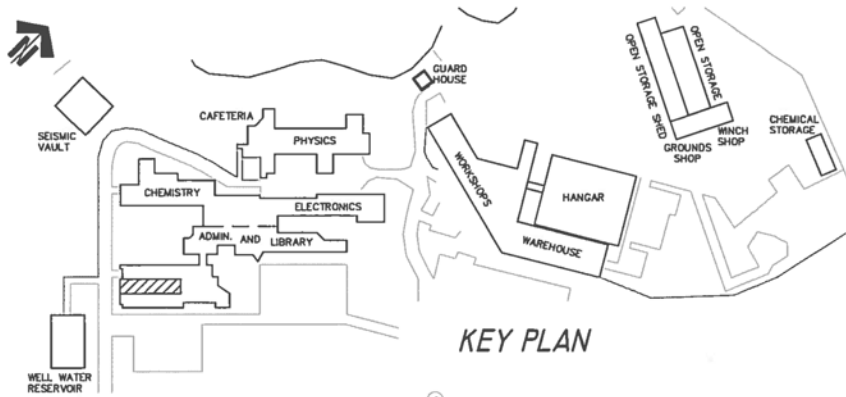 GUARD
HOUSE
CAFETERIA
PHYSICS
SEISMIC
VAULT
CHEMISTRY
ELECTRONICS
ADMIN. AND LIBRARY
WELL WATER
RESERVOIR
WORKSHOPS
HANGAR
WAREHOUSE
OPEN STORAGE SHED
OPEN STORAGE
WINCH
SHOP
GROUNDS
SHOP
CHEMICAL
STORAGE
KEY PLAN